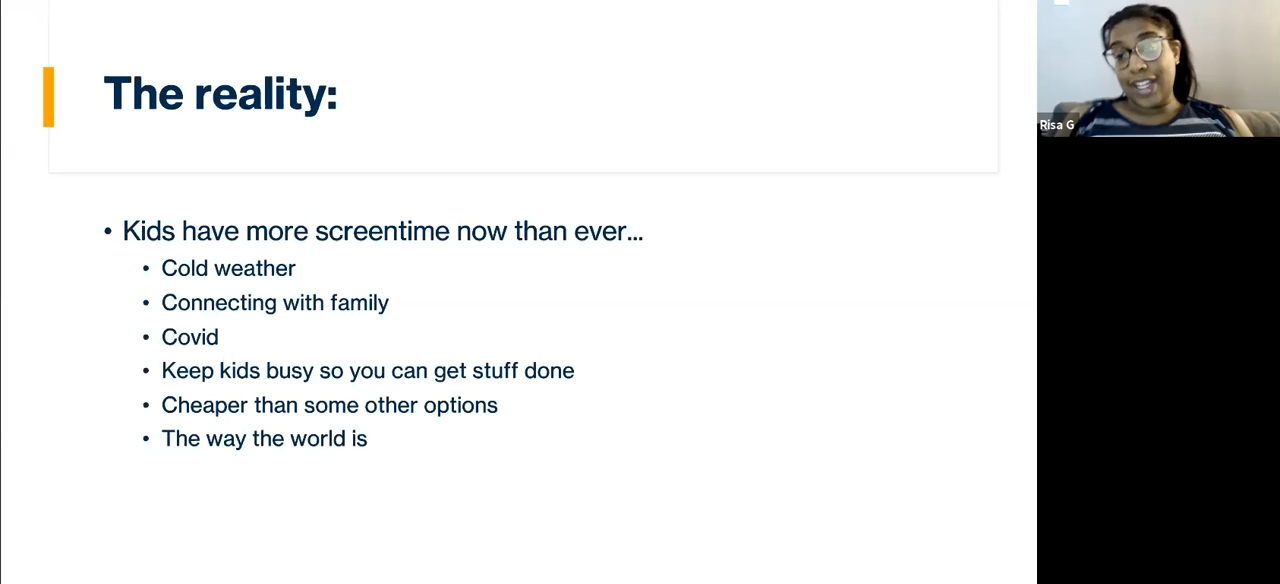 The reality:
• Kids have more screentime now than ever...
• Cold weather
• Connecting with family
• Covid
• Keep kids busy so you can get stuff done
• Cheaper than some other options
• The way the world is
Risa G